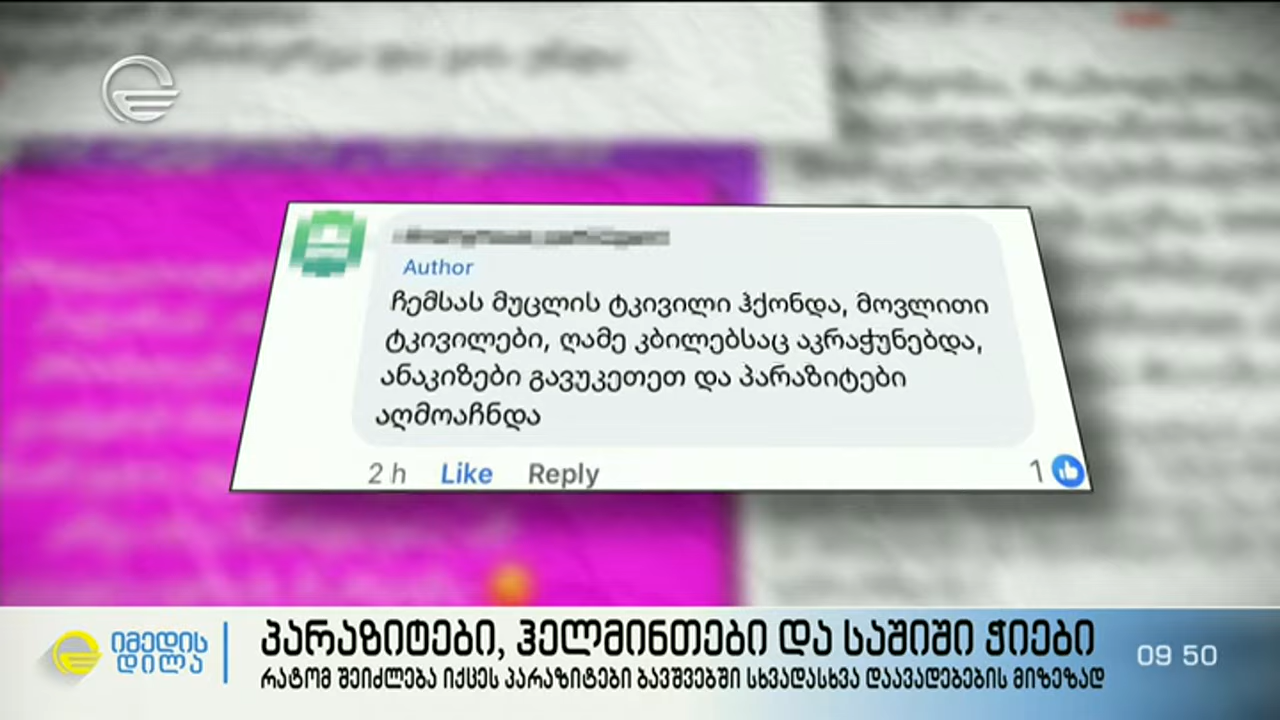 Author
ჩემსას მუცლის ტკივილი ჰქონდა, მოვლითი
ტკივილები, ღამე კბილებსაც აკრაჭუნებდა,
ანაკიზები გავუკეთეთ და პარაზიტები
აღმოაჩნდა
2 h Like Reply 1
იმედის
დილა
პარაზიტები, ჰელმინთები და საშიში ჭიები
რატომ შეიძლება იქცეს პარაზიტები ბავშვებში სხვადასხვა დაავადებების მიზეზად
09 50